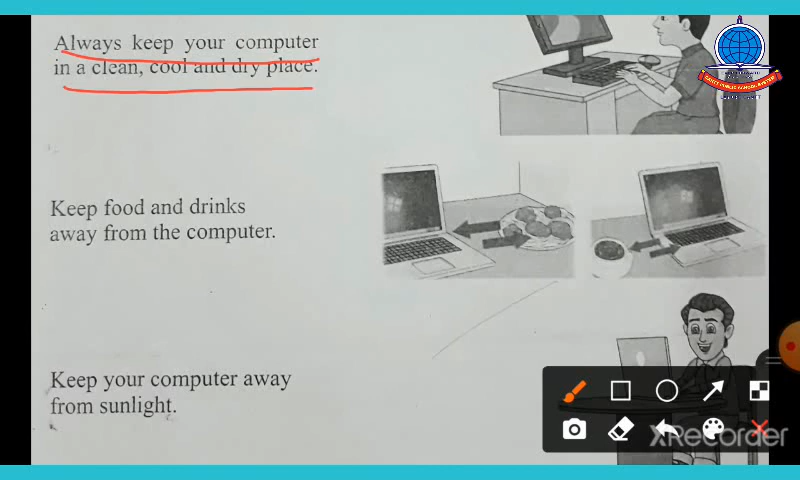 Always keep your computer
in a clean, cool and dry place.
Keep food and drinks
away from the computer.
Keep your computer away
from sunlight.
XRecorder